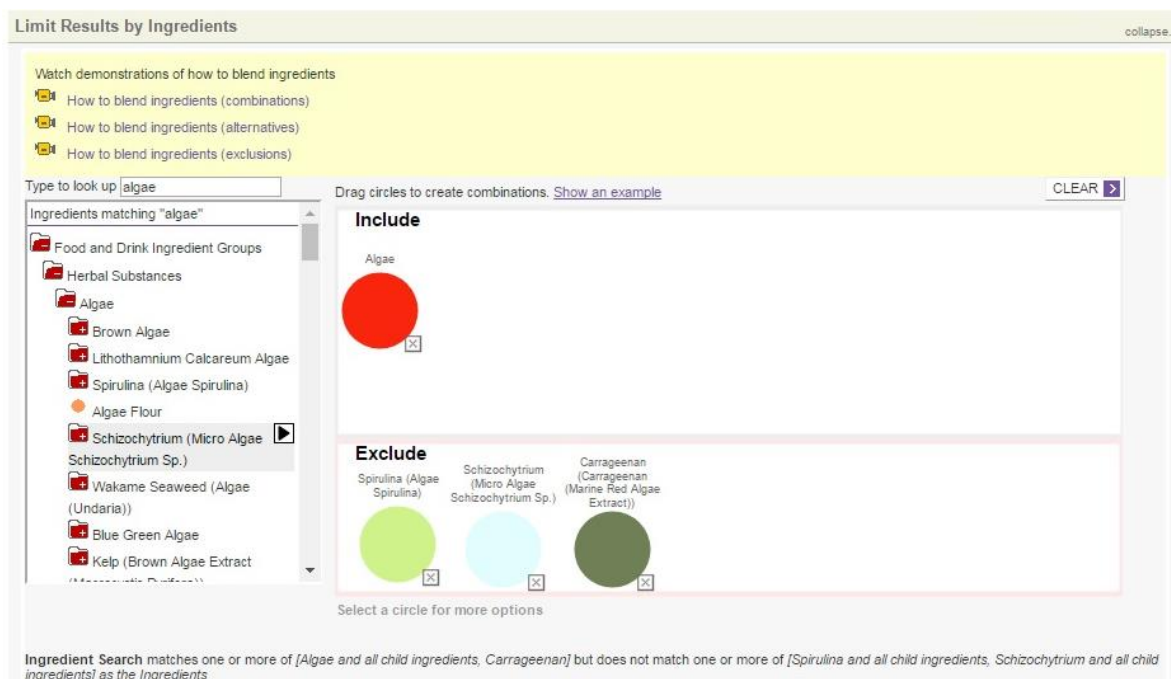 Limit Results by Ingredients
collapse.
Watch demonstrations of how to blend ingredients
How to blend ingredients (combinations)
How to blend ingredients (alternatives)
How to blend ingredients (exclusions)
Type to look up algae
Drag circles to create combinations. Show an example
CLEAR
Ingredients matching "algae"
Food and Drink Ingredient Groups
Herbal Substances
Algae
Brown Algae
Lithothamnium Calcareum Algae
Spirulina (Algae Spirulina)
Algae Flour
Schizochytrium (Micro Algae
Schizochytrium Sp.)
Wakame Seaweed (Algae
(Undaria))
Blue Green Algae
Kelp (Brown Algae Extract
Include
Algae
Exclude
Spirulina (Algae
Spirulina)
Schizochytrium
(Micro Algae
Schizochytrium Sp.)
Carrageenan
(Carrageenan
(Marine Red Algae
Extract))
Select a circle for more options
Ingredient Search matches one or more of [Algae and all child ingredients, Carrageenan] but does not match one or more of [Spirulina and all child ingredients, Schizochytrium and all child
ingredients] as the Ingredients